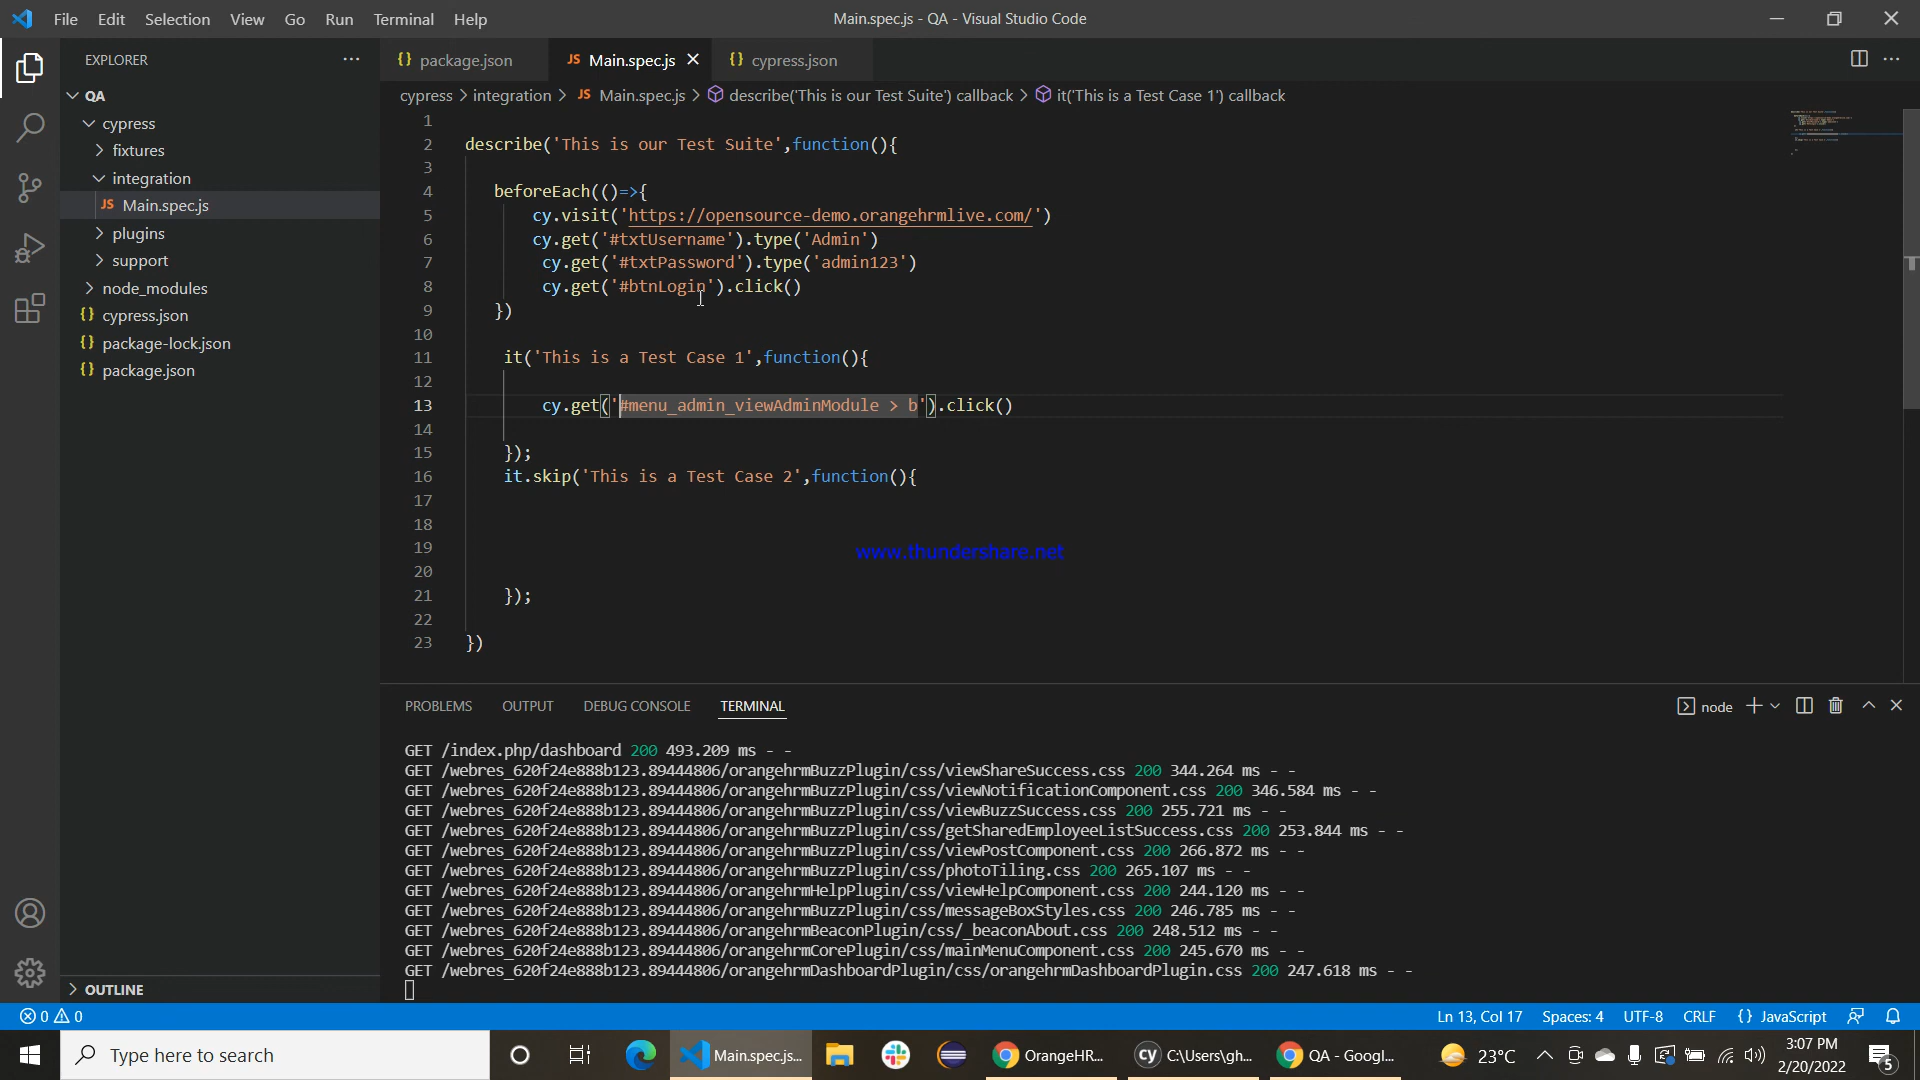 File Edit Selection View Go Run Terminal Help
Main.spec.js - QA - Visual Studio Code
EXPLORER
QA
cypress
fixtures
integration
JS Main.spec.js
plugins
support
node_modules
{} cypress.json
{} package-lock.json
{} package.json
OUTLINE
{} package.json
JS Main.spec.js
{} cypress.json
cypress > integration > JS Main.spec.js > describe('This is our Test Suite') callback > it('This is a Test Case 1') callback
1
2 describe('This is our Test Suite',function(){
3
4 beforeEach(()=>{
5 cy.visit('https://opensource-demo.orangehrmlive.com/')
6 cy.get('#txtUsername').type('Admin')
7 cy.get('#txtPassword').type('admin123')
8 cy.get('#btnLogin').click()
9 })
10
11 it('This is a Test Case 1',function(){
12
13 cy.get('#menu_admin_viewAdminModule > b').click()
14
15 });
16 it.skip('This is a Test Case 2',function(){
17
18
19
www.thundershare.net
20
21 });
22
23 })
PROBLEMS OUTPUT DEBUG CONSOLE TERMINAL
node
GET /index.php/dashboard 200 493.209 ms - -
GET /webres_620f24e888b123.89444806/orangehrmBuzzPlugin/css/viewShareSuccess.css 200 344.264 ms - -
GET /webres_620f24e888b123.89444806/orangehrmBuzzPlugin/css/viewNotificationComponent.css 200 346.584 ms - -
GET /webres_620f24e888b123.89444806/orangehrmBuzzPlugin/css/viewBuzzSuccess.css 200 255.721 ms - -
GET /webres_620f24e888b123.89444806/orangehrmBuzzPlugin/css/getSharedEmployeeListSuccess.css 200 253.844 ms - -
GET /webres_620f24e888b123.89444806/orangehrmBuzzPlugin/css/viewPostComponent.css 200 266.872 ms - -
GET /webres_620f24e888b123.89444806/orangehrmBuzzPlugin/css/photoTiling.css 200 265.107 ms - -
GET /webres_620f24e888b123.89444806/orangehrmHelpPlugin/css/viewHelpComponent.css 200 244.120 ms - -
GET /webres_620f24e888b123.89444806/orangehrmBuzzPlugin/css/messageBoxStyles.css 200 246.785 ms - -
GET /webres_620f24e888b123.89444806/orangehrmBeaconPlugin/css/_beaconAbout.css 200 248.512 ms - -
GET /webres_620f24e888b123.89444806/orangehrmCorePlugin/css/mainMenuComponent.css 200 245.670 ms - -
GET /webres_620f24e888b123.89444806/orangehrmDashboardPlugin/css/orangehrmDashboardPlugin.css 200 247.618 ms - -
0 0
Ln 13, Col 17 Spaces: 4 UTF-8 CRLF {} JavaScript
Type here to search
Main.spec.js...
OrangeHR...
cy C:\Users\gh...
QA - Googl...
23°C
3:07 PM
2/20/2022
5